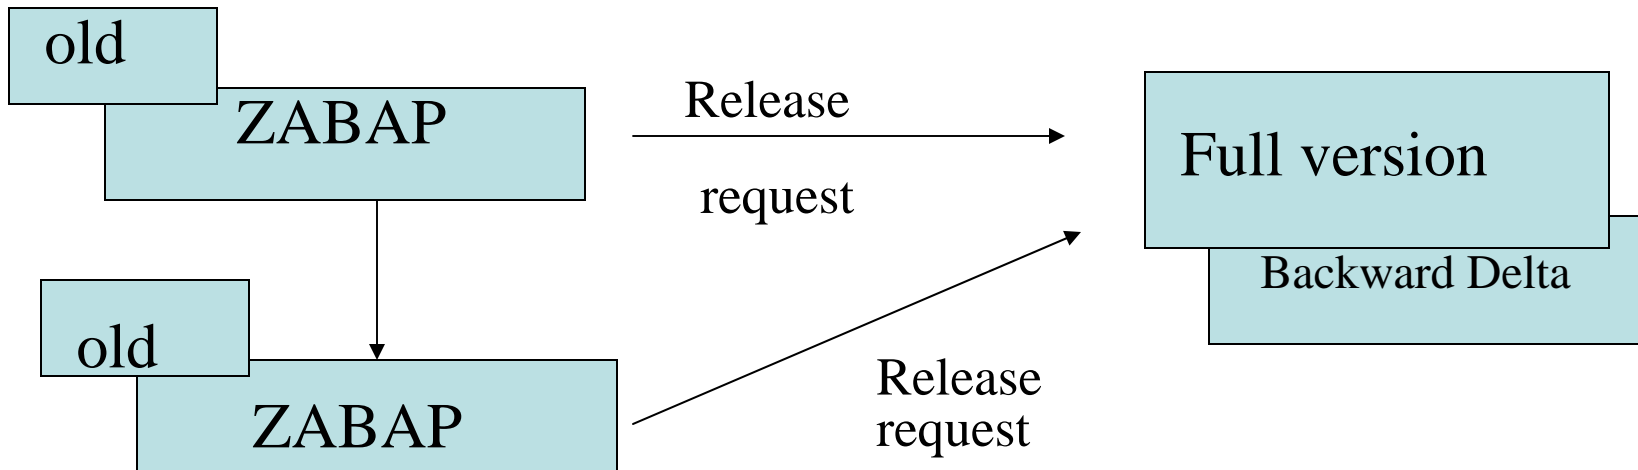 old
ZABAP
Release
request
Full version
Backward Delta
old
ZABAP
Release
request